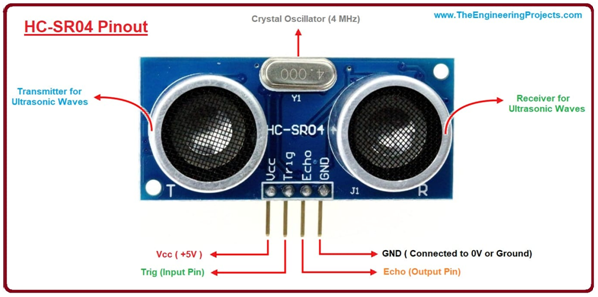 HC-SR04 Pinout
Crystal Oscillator (4 MHz)
www.TheEngineeringProjects.com
Transmitter for
Ultrasonic Waves
Receiver for
Ultrasonic Waves
4.000
Y1
HC-SR04
Vcc
Trig
Echo
GND
T
J1
R
Vcc ( +5V )
GND ( Connected to 0V or Ground)
Trig (Input Pin)
Echo (Output Pin)